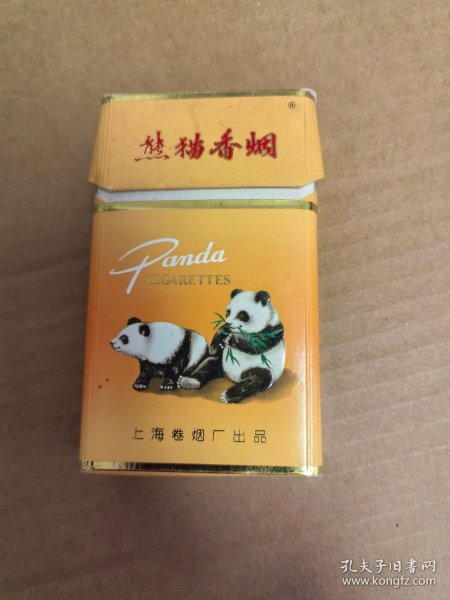 熊猫香烟
®
Panda
CIGARETTES
上海卷烟厂出品
孔夫子旧书网
www.kongfz.com